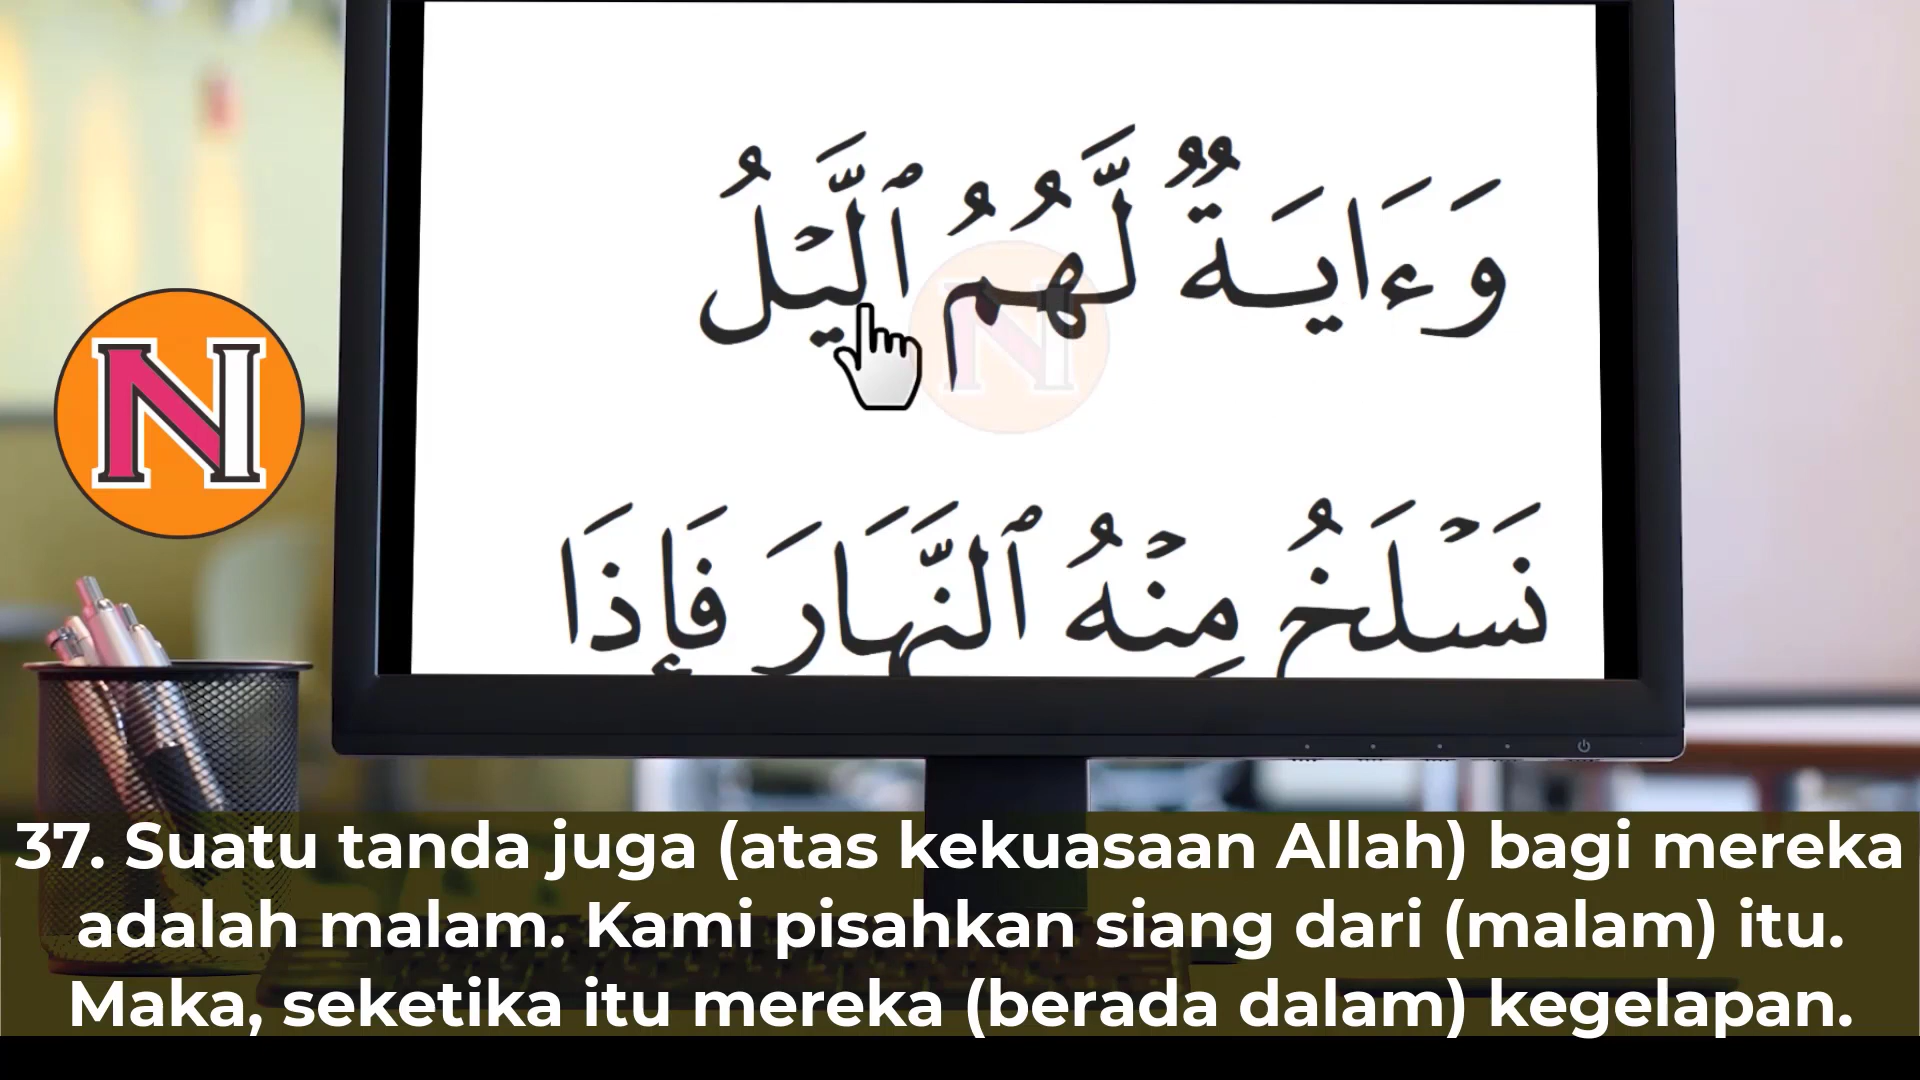 وَءَايَةٌ لَّهُمُ ٱلَّيۡلُ
نَسۡلَخُ مِنۡهُ ٱلنَّهَارَ فَإِذَا
N
37. Suatu tanda juga (atas kekuasaan Allah) bagi mereka
adalah malam. Kami pisahkan siang dari (malam) itu.
Maka, seketika itu mereka (berada dalam) kegelapan.